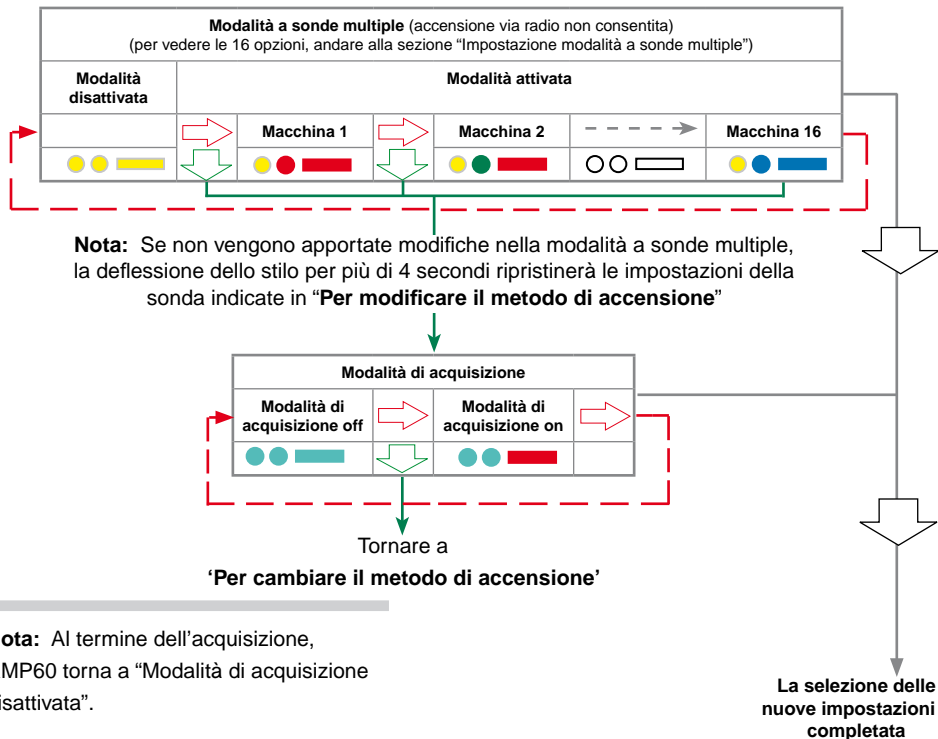 Modalità a sonde multiple (accensione via radio non consentita)
(per vedere le 16 opzioni, andare alla sezione “Impostazione modalità a sonde multiple”)
Modalità
disattivata
Modalità attivata
Macchina 1
Macchina 2
Macchina 16
Nota: Se non vengono apportate modifiche nella modalità a sonde multiple,
la deflessione dello stilo per più di 4 secondi ripristinerà le impostazioni della
sonda indicate in “Per modificare il metodo di accensione”
Modalità di acquisizione
Modalità di
acquisizione off
Modalità di
acquisizione on
Tornare a
‘Per cambiare il metodo di accensione’
ota: Al termine dell’acquisizione,
MP60 torna a “Modalità di acquisizione
isattivata”.
La selezione delle
nuove impostazioni
completata